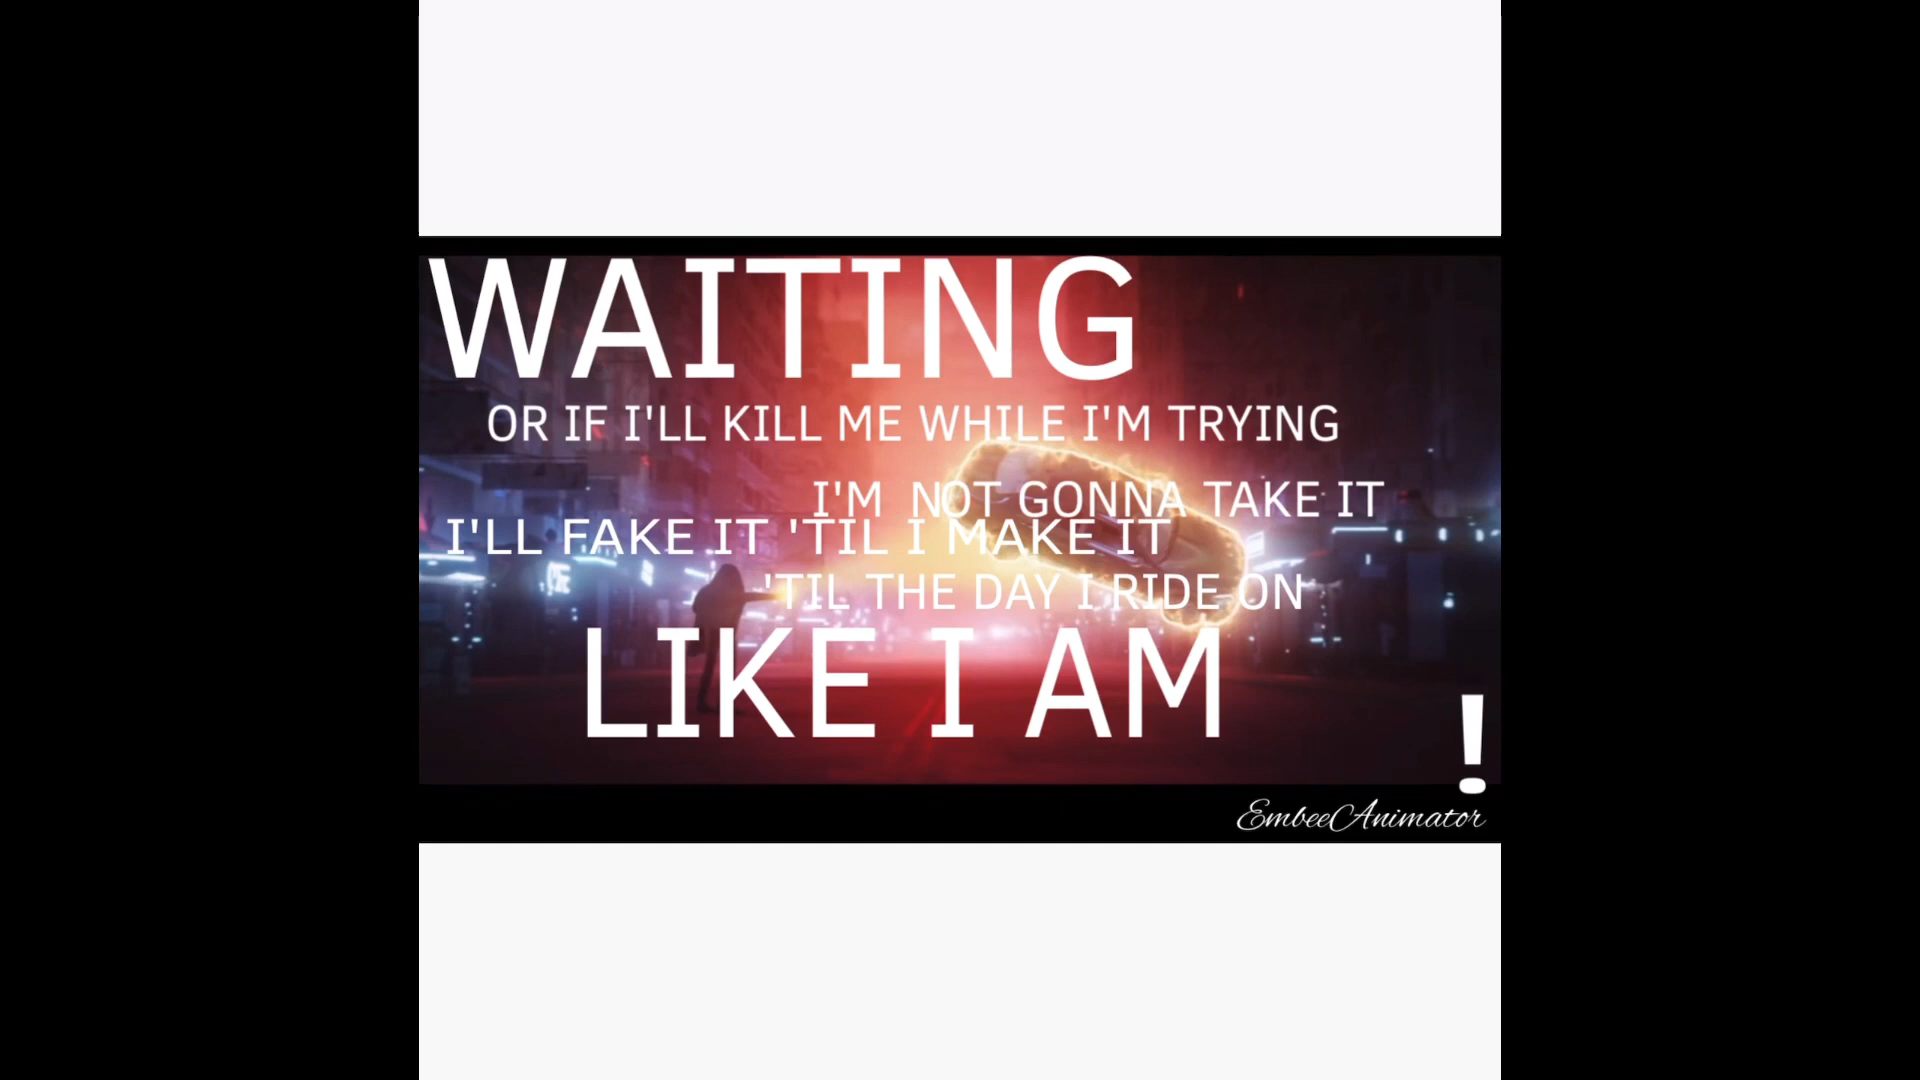 WAITING
OR IF I'LL KILL ME WHILE I'M TRYING
I'M NOT GONNA TAKE IT
I'LL FAKE IT 'TIL I MAKE IT
'TIL THE DAY I RIDE ON
LIKE I AM
!
EmbeeAnimator